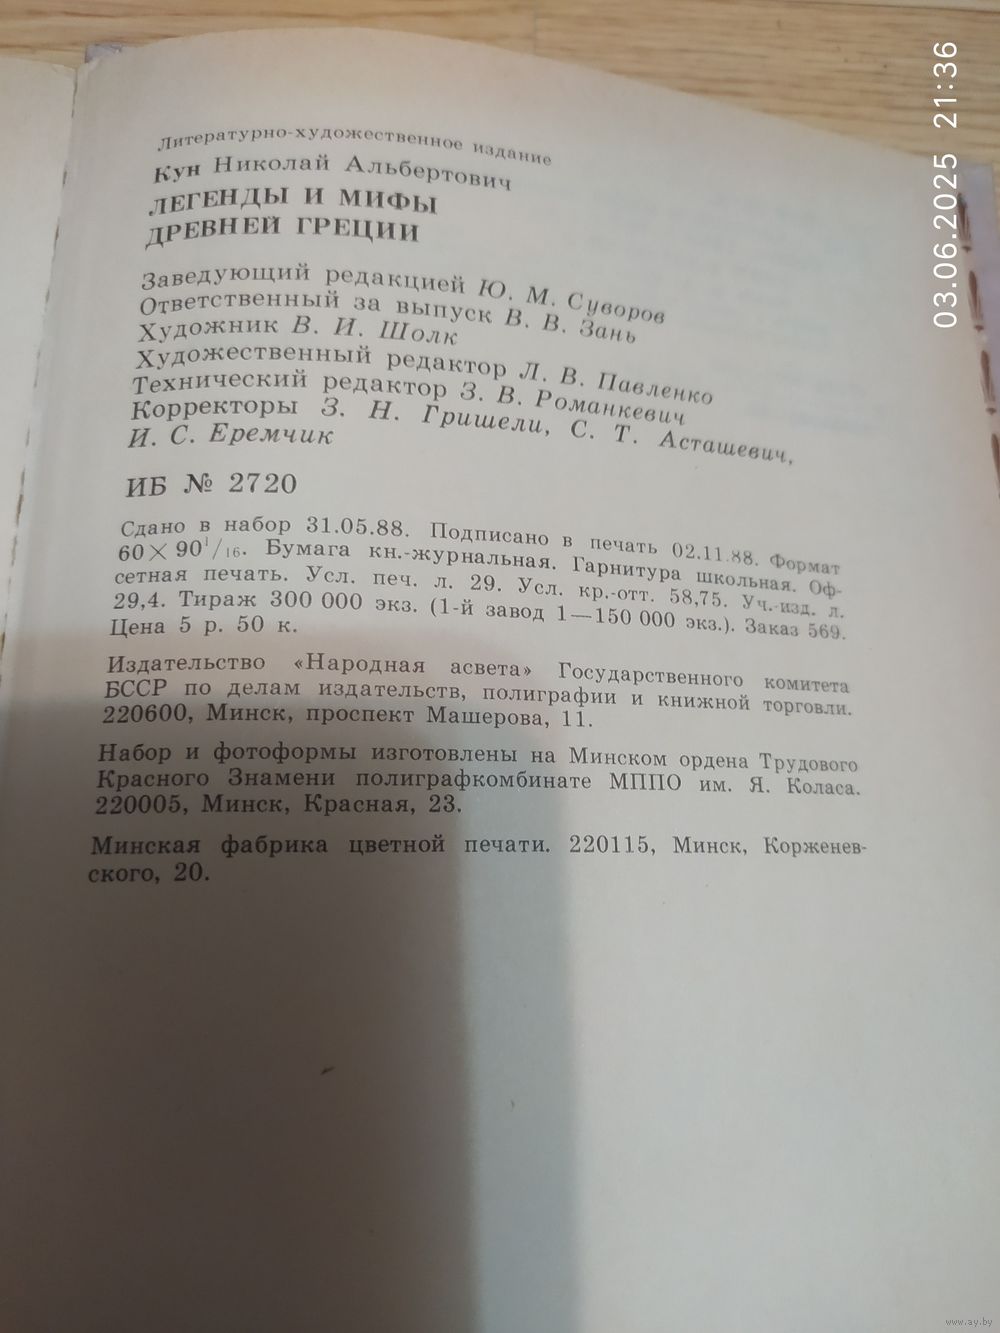 Литературно-художественное издание
Кун Николай Альбертович
ЛЕГЕНДЫ И МИФЫ
ДРЕВНЕЙ ГРЕЦИИ
Заведующий редакцией Ю. М. Суворов
Ответственный за выпуск В. В. Зань
Художник В. И. Шолк
Художественный редактор Л. В. Павленко
Технический редактор З. В. Романкевич
Корректоры З. Н. Гришели, С. Т. Асташевич,
И. С. Еремчик
ИБ № 2720
Сдано в набор 31.05.88. Подписано в печать 02.11.88. Формат
60×90 1/16. Бумага кн.-журнальная. Гарнитура школьная. Оф-
сетная печать. Усл. печ. л. 29. Усл. кр.-отт. 58,75. Уч.-изд. л.
29,4. Тираж 300 000 экз. (1-й завод 1—150 000 экз.). Заказ 569.
Цена 5 р. 50 к.
Издательство «Народная асвета» Государственного комитета
БССР по делам издательств, полиграфии и книжной торговли.
220600, Минск, проспект Машерова, 11.
Набор и фотоформы изготовлены на Минском ордена Трудового
Красного Знамени полиграфкомбинате МППО им. Я. Коласа.
220005, Минск, Красная, 23.
Минская фабрика цветной печати. 220115, Минск, Корженев-
ского, 20.
03.06.2025 21:36
www.ay.by